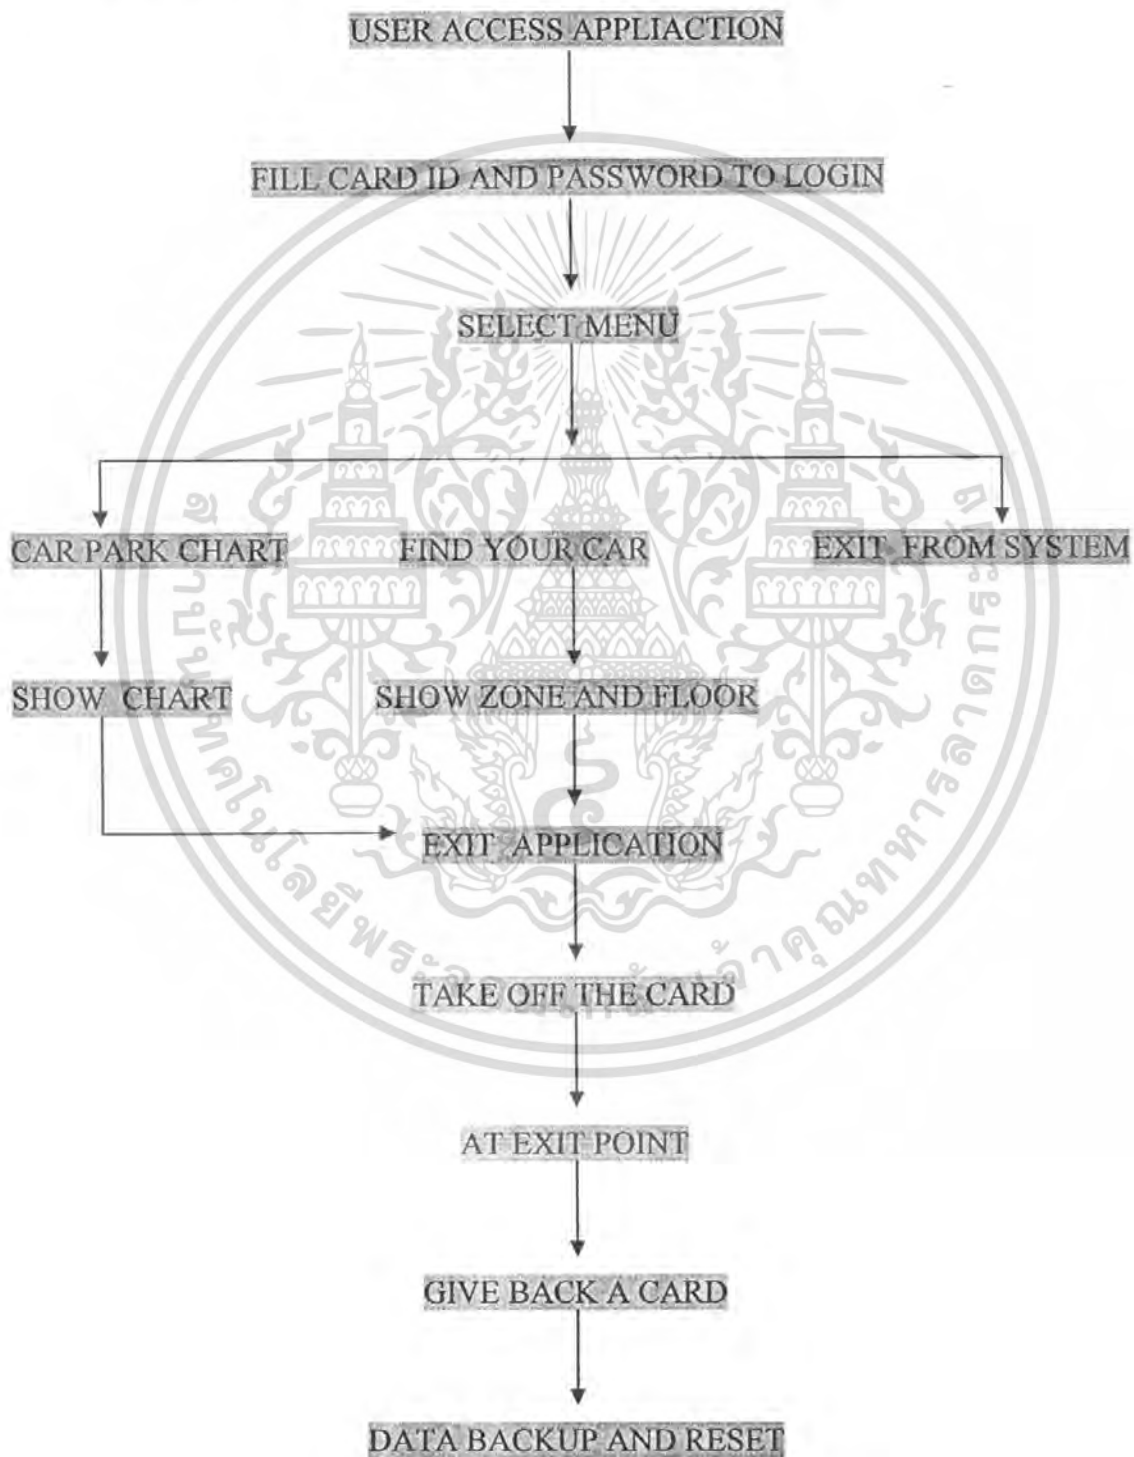 USER ACCESS APPLIACTION
FILL CARD ID AND PASSWORD TO LOGIN
SELECT MENU
CAR PARK CHART FIND YOUR CAR EXIT FROM SYSTEM
SHOW CHART SHOW ZONE AND FLOOR
EXIT APPLICATION
TAKE OFF THE CARD
AT EXIT POINT
GIVE BACK A CARD
DATA BACKUP AND RESET